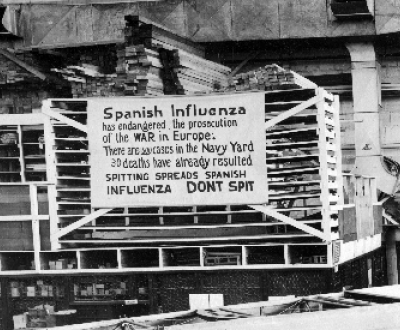 Spanish Influenza
has endangered the prosecution
of the WAR in Europe.
There are cases in the Navy Yard
30 deaths have already resulted
SPITTING SPREADS SPANISH
INFLUENZA DONT SPIT